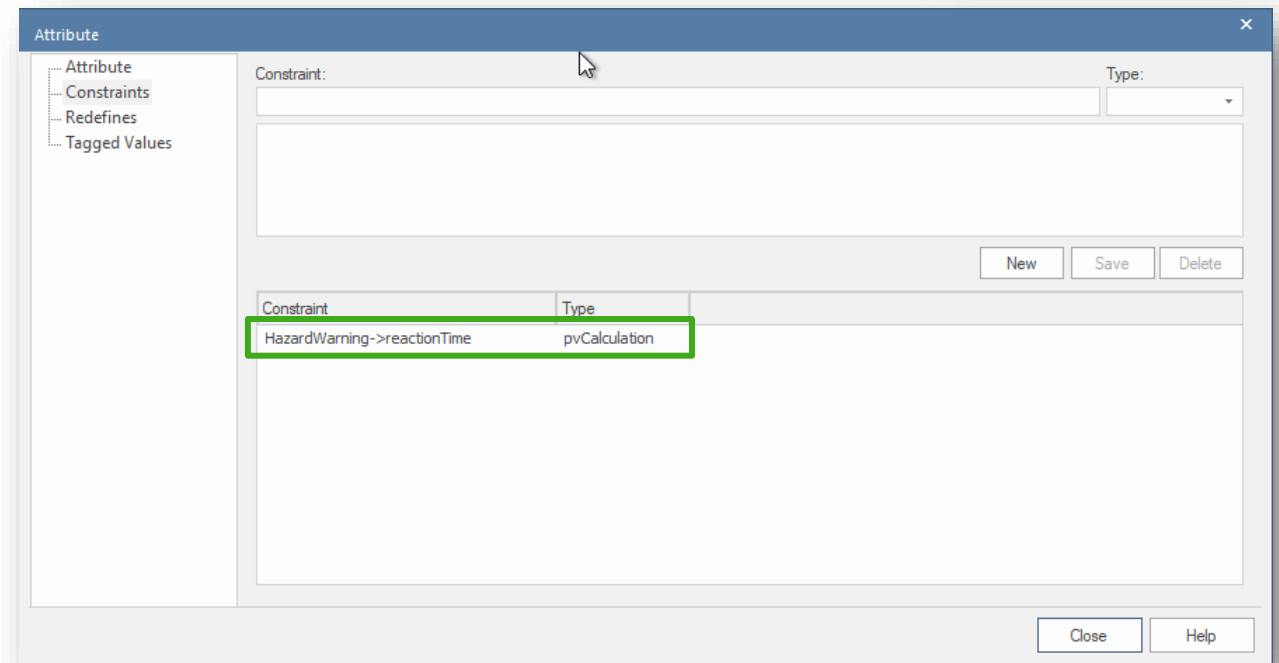 Attribute
Attribute
Constraints
Redefines
Tagged Values
Constraint:
Type:
New
Save
Delete
Constraint Type
HazardWarning->reactionTime pvCalculation
Close
Help